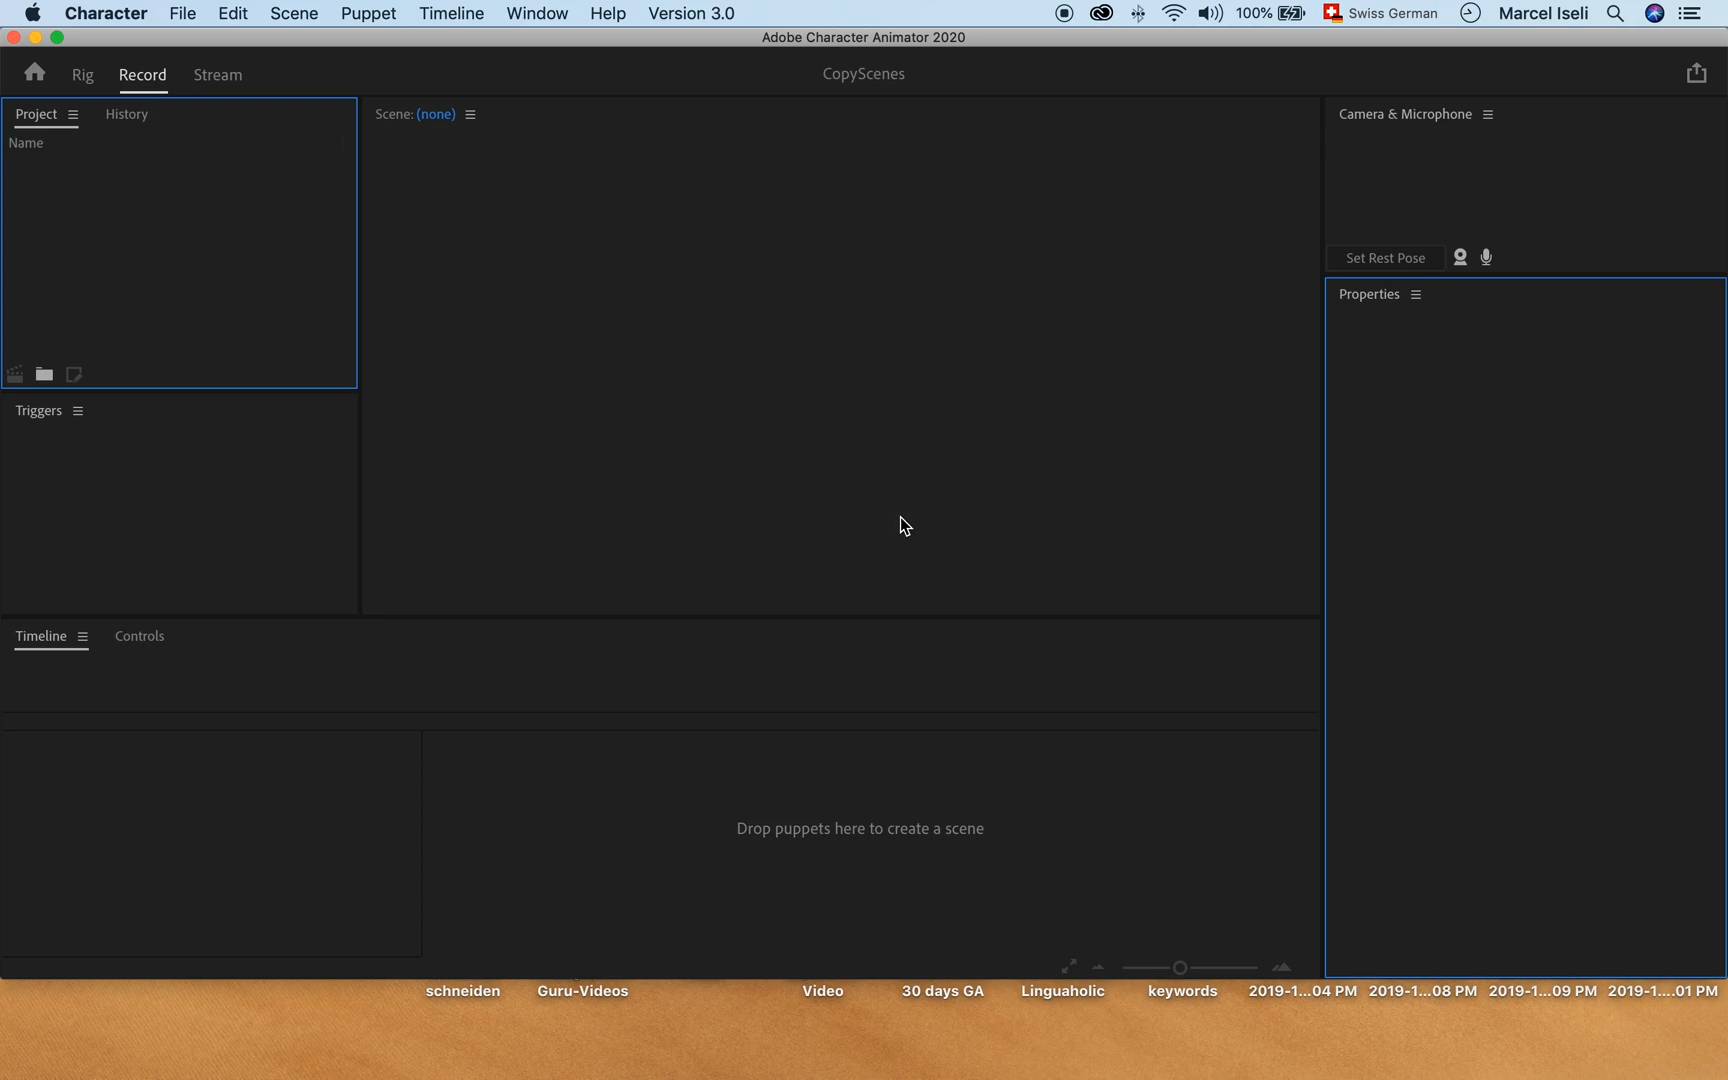 Character File Edit Scene Puppet Timeline Window Help Version 3.0 100% Swiss German Marcel Iseli
Adobe Character Animator 2020
Rig Record Stream CopyScenes
Project History
Name
Scene: (none)
Camera & Microphone
Set Rest Pose
Properties
Triggers
Timeline Controls
Drop puppets here to create a scene
schneiden Guru-Videos Video 30 days GA Linguaholic keywords 2019-1...04 PM 2019-1...08 PM 2019-1...09 PM 2019-1....01 PM